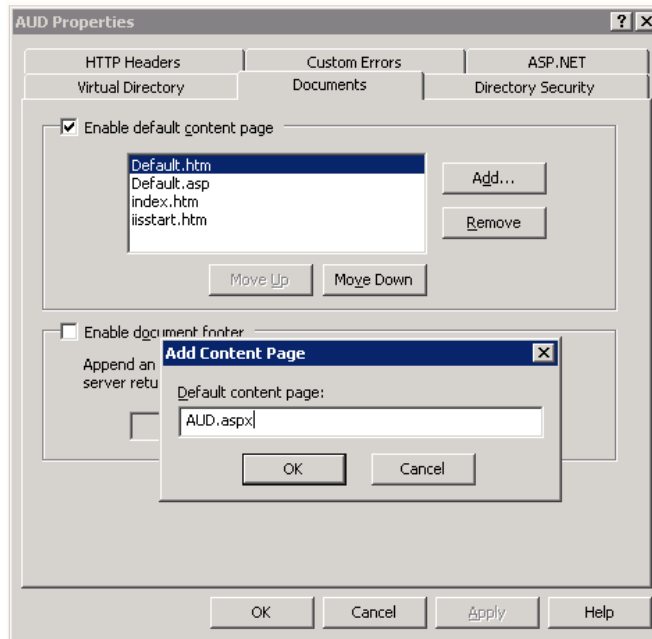 AUD Properties
HTTP Headers Custom Errors ASP.NET
Virtual Directory Documents Directory Security
Enable default content page
Default.htm
Default.asp
index.htm
iisstart.htm
Add...
Remove
Move Up Move Down
Enable document footer
Append an
server retu
Add Content Page
Default content page:
AUD.aspx
OK Cancel
OK Cancel Apply Help